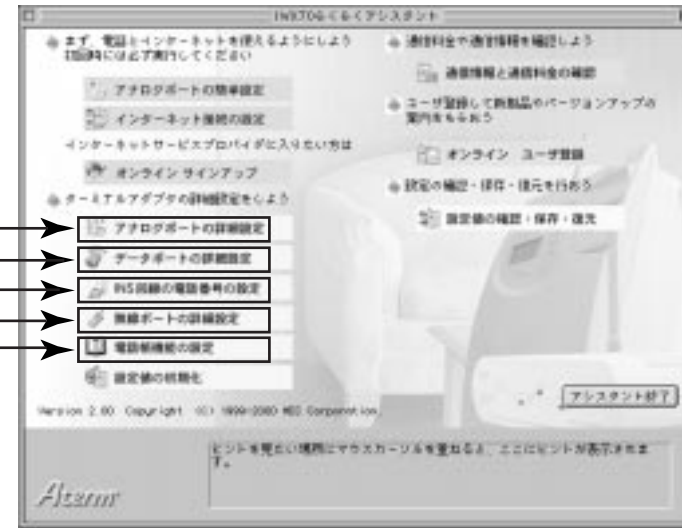 IWX70らくらくアシスタント
まず、電話とインターネットを使えるようにしよう
初回時には必ず実行してください
アナログポートの簡単設定
インターネット接続の設定
インターネットサービスプロバイダに入りたい方は
オンライン サインアップ
ターミナルアダプタの詳細設定をしよう
アナログポートの詳細設定
データポートの詳細設定
INS回線の電話番号の設定
無線ポートの詳細設定
電話帳機能の設定
設定値の初期化
通信料金や通信情報を確認しよう
通信情報と通信料金の確認
ユーザ登録して新製品やバージョンアップの
案内をもらおう
オンライン ユーザ登録
設定の確認・保存・復元を行おう
設定値の確認・保存・復元
アシスタント終了
Version 2.00 Copyright (C) 1999-2000 NEC Corporation.
ヒントを見たい場所にマウスカーソルを重ねると、ここにヒントが表示されま
す。
Aterm